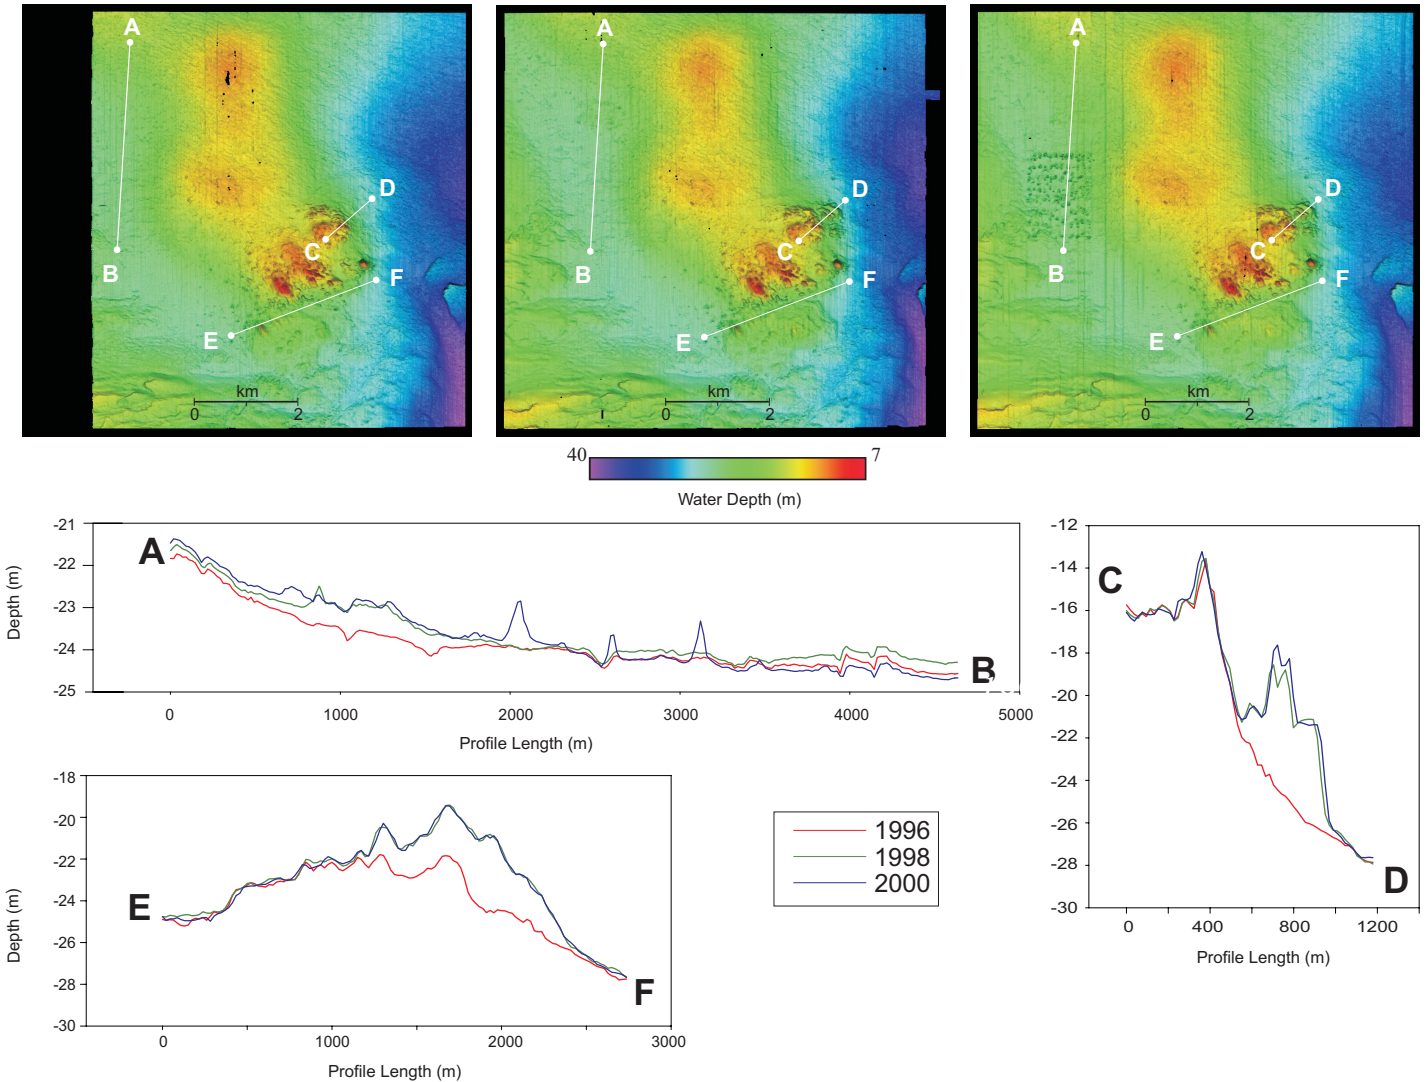 A
B
C
D
E
F
km
0 2
A
B
C
D
E
F
km
0 2
A
B
C
D
E
F
km
0 2
40 7
Water Depth (m)
Depth (m)
-21
-22
-23
-24
-25
A
B
0 1000 2000 3000 4000 5000
Profile Length (m)
-12
-14
-16
-18
-20
-22
-24
-26
-28
-30
C
D
0 400 800 1200
Profile Length (m)
Depth (m)
-18
-20
-22
-24
-26
-28
-30
E
F
0 1000 2000 3000
Profile Length (m)
1996
1998
2000